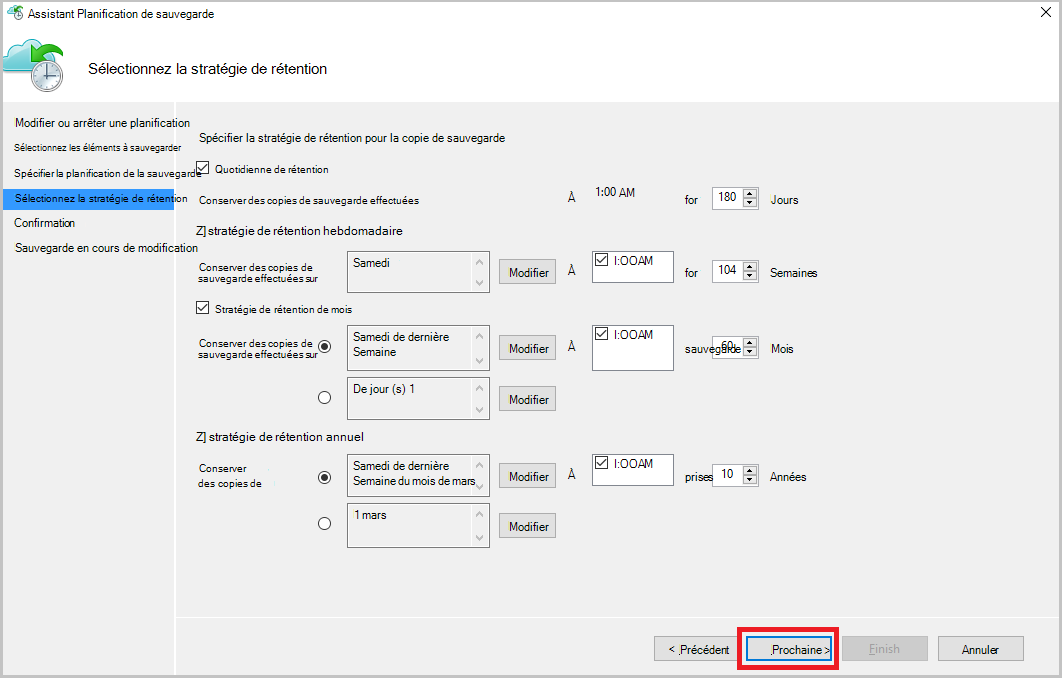 Assistant Planification de sauvegarde
Sélectionnez la stratégie de rétention
Modifier ou arrêter une planification
Sélectionnez les éléments à sauvegarder
Spécifier la planification de la sauvegarde
Sélectionnez la stratégie de rétention
Confirmation
Sauvegarde en cours de modification
Spécifier la stratégie de rétention pour la copie de sauvegarde
Quotidienne de rétention
Conserver des copies de sauvegarde effectuées À 1:00 AM for 180 Jours
Z] stratégie de rétention hebdomadaire
Conserver des copies de
sauvegarde effectuées sur
Samedi
Modifier
À
I:OOAM
for
104
Semaines
Stratégie de rétention de mois
Conserver des copies de
sauvegarde effectuées sur
Samedi de dernière
Semaine
Modifier
À
I:OOAM
sauvegarde
60
Mois
De jour (s) 1
Modifier
Z] stratégie de rétention annuel
Conserver
des copies de
Samedi de dernière
Semaine du mois de mars
Modifier
À
I:OOAM
prises
10
Années
1 mars
Modifier
< .Précédent
.Prochaine >
Finish
Annuler